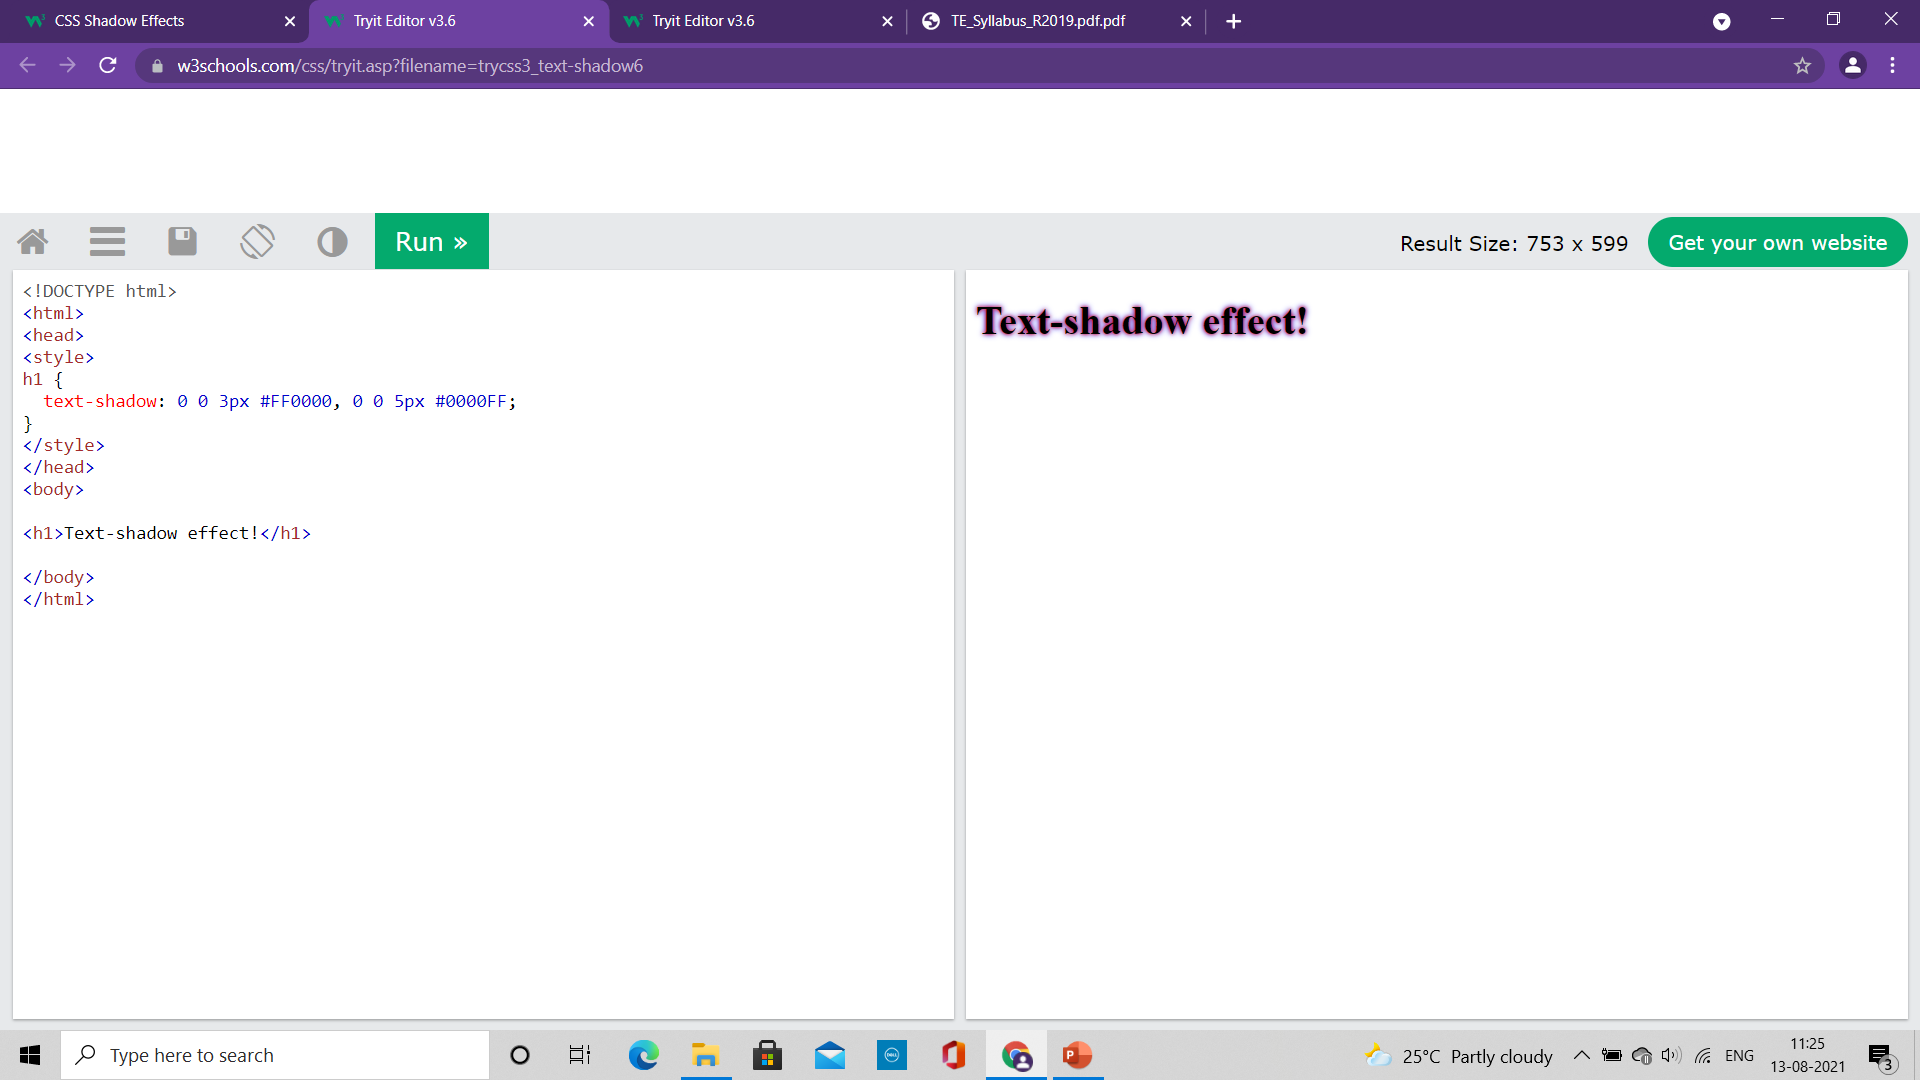 CSS Shadow Effects
Tryit Editor v3.6
Tryit Editor v3.6
TE_Syllabus_R2019.pdf.pdf
w3schools.com/css/tryit.asp?filename=trycss3_text-shadow6
Run »
Result Size: 753 x 599
Get your own website
<!DOCTYPE html>
<html>
<head>
<style>
h1 {
  text-shadow: 0 0 3px #FF0000, 0 0 5px #0000FF;
}
</style>
</head>
<body>
<h1>Text-shadow effect!</h1>
</body>
</html>
Text-shadow effect!
Type here to search
25°C Partly cloudy
ENG
11:25
13-08-2021
3